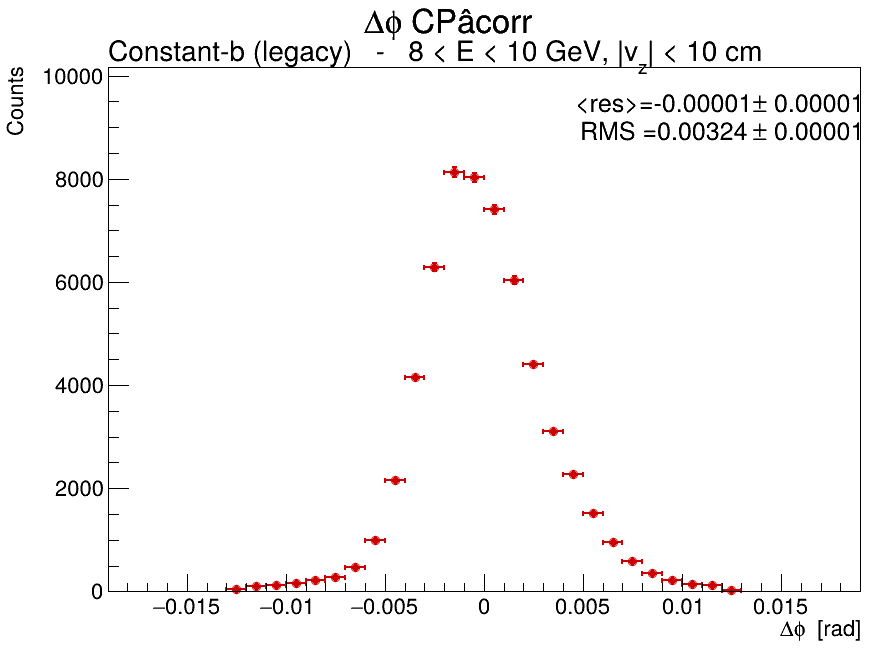 Δϕ CPâcorr
Constant-b (legacy) - 8 < E < 10 GeV, |v_z| < 10 cm
Counts
<res>=-0.00001± 0.00001
RMS =0.00324 ± 0.00001
10000
8000
6000
4000
2000
0
−0.015 −0.01 −0.005 0 0.005 0.01 0.015
Δϕ [rad]